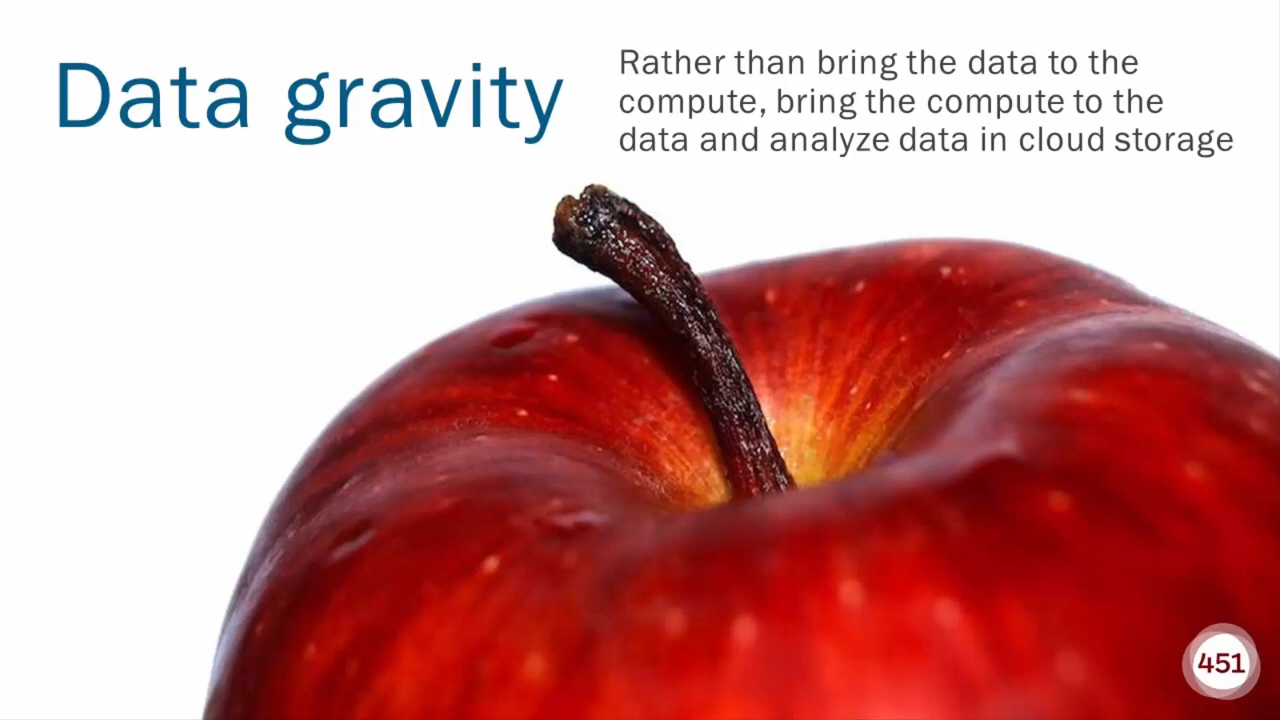 Data gravity
Rather than bring the data to the
compute, bring the compute to the
data and analyze data in cloud storage
451